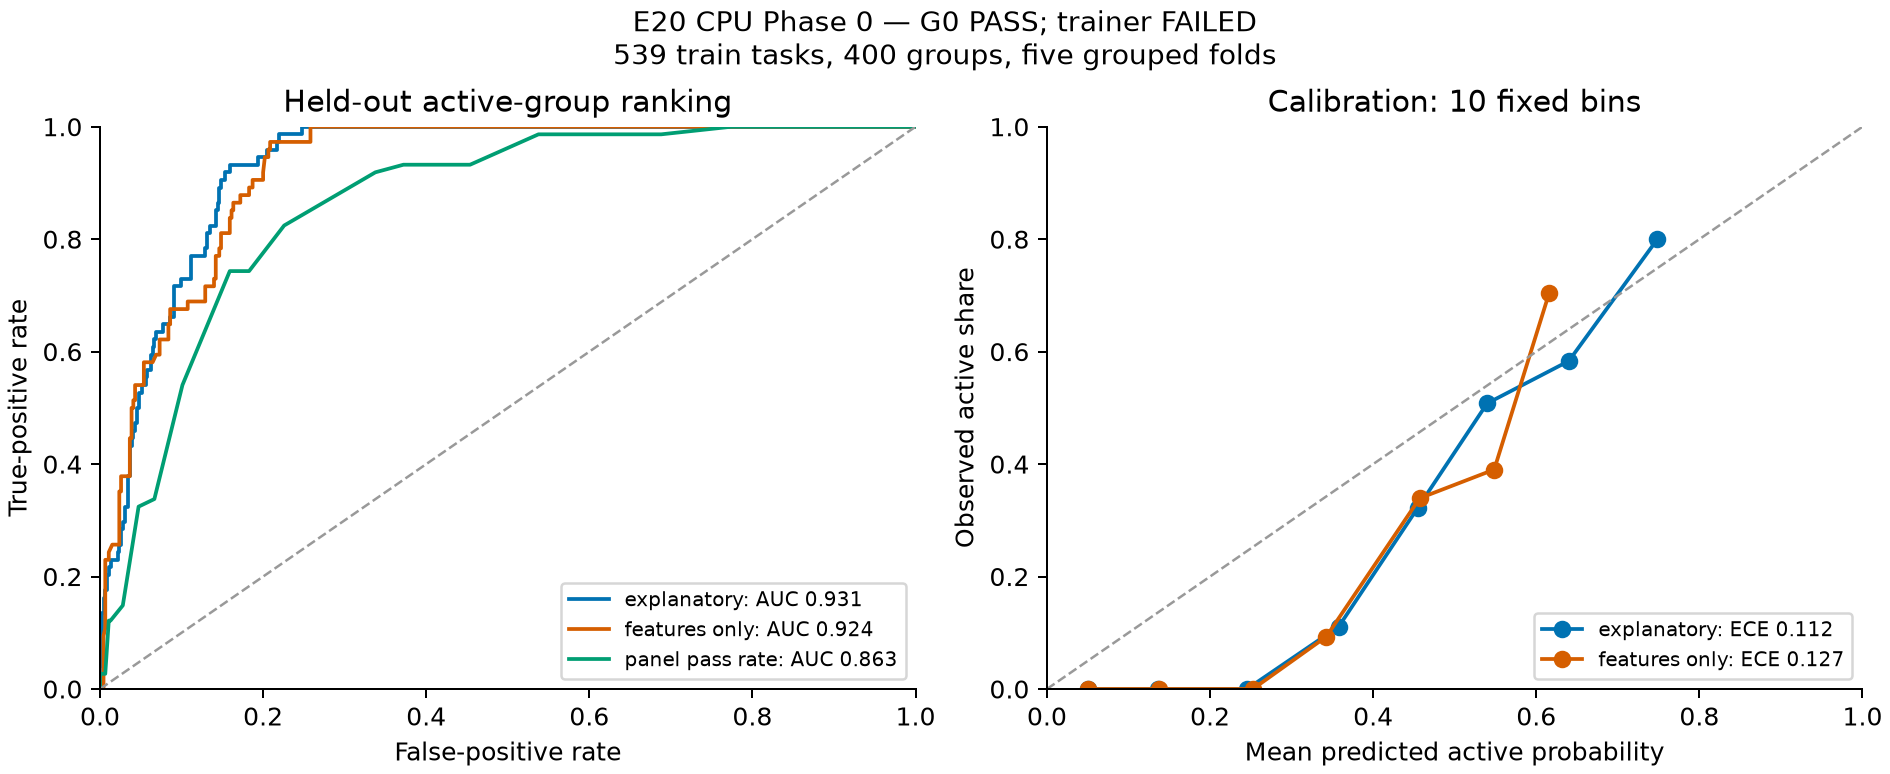 E20 CPU Phase 0 — G0 PASS; trainer FAILED
539 train tasks, 400 groups, five grouped folds
Held-out active-group ranking
True-positive rate
1.0
0.8
0.6
0.4
0.2
0.0
0.0 0.2 0.4 0.6 0.8 1.0
False-positive rate
explanatory: AUC 0.931
features only: AUC 0.924
panel pass rate: AUC 0.863
Calibration: 10 fixed bins
Observed active share
1.0
0.8
0.6
0.4
0.2
0.0
0.0 0.2 0.4 0.6 0.8 1.0
Mean predicted active probability
explanatory: ECE 0.112
features only: ECE 0.127